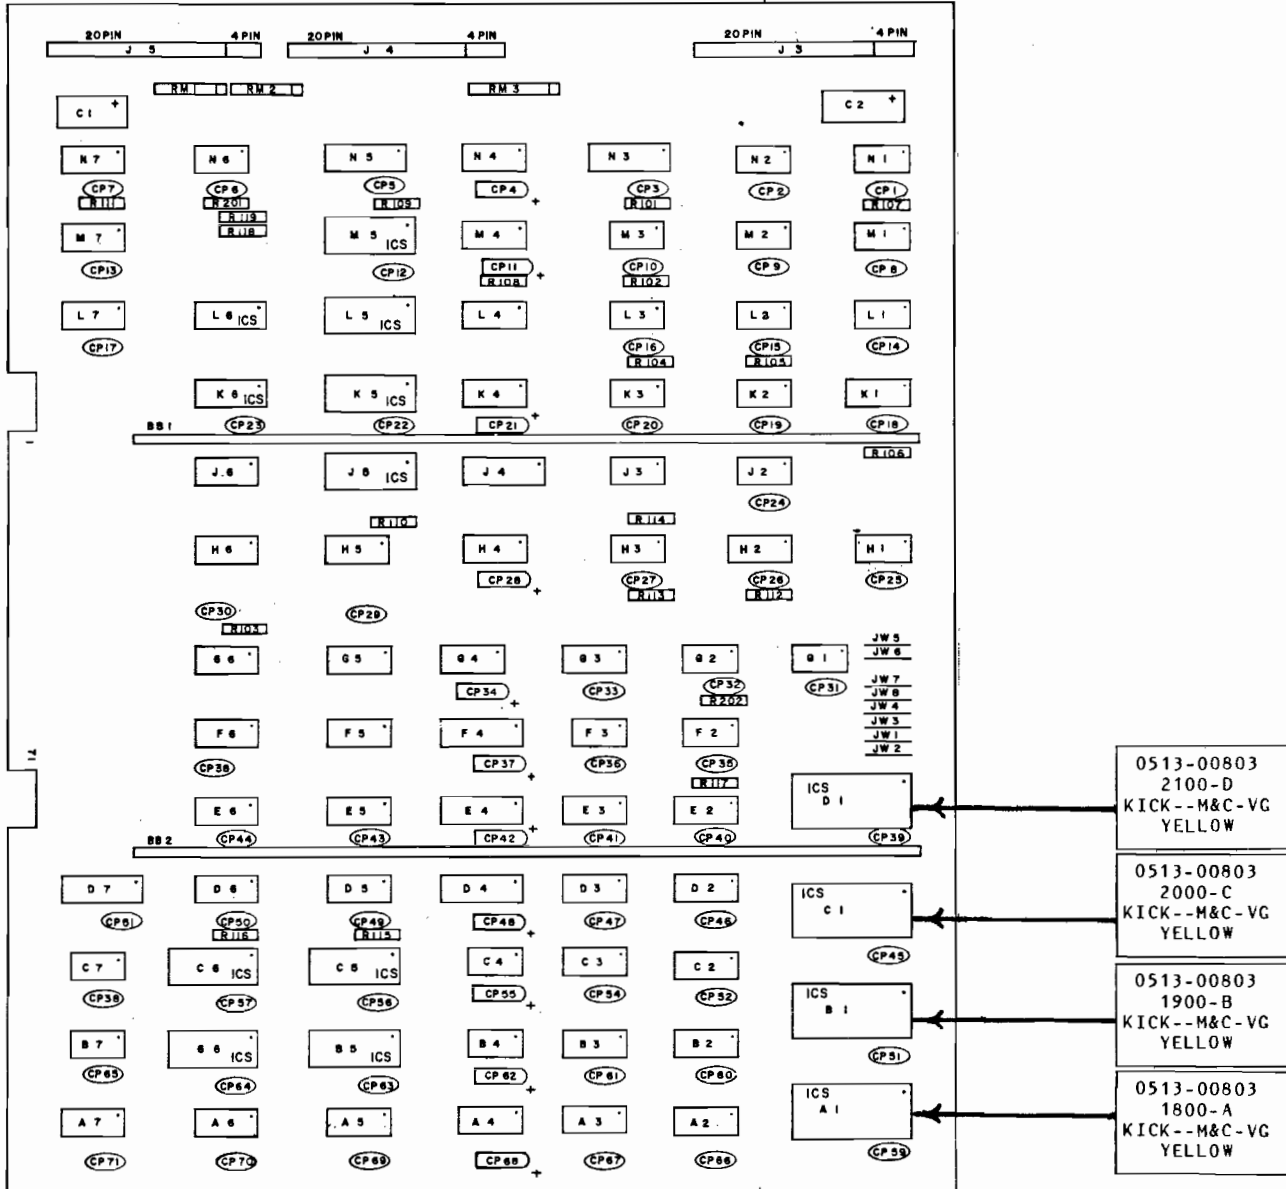 20PIN 4PIN 20PIN 4PIN 20PIN 4PIN
J 5 J 4 J 3
RM RM 2 RM 3
C 1 + C 2 +
N 7 N 6 N 5 N 4 N 3 N 2 N 1
CP7 CP6 CP5 CP4 + CP3 CP2 CP1
R111 R201 R109 R101 R107
R119
R118
M 7 M 5 ICS M 4 M 3 M 2 M 1
CP13 CP12 CP11 + CP10 CP9 CP8
R108 R102
L 7 L 6 ICS L 5 ICS L 4 L 3 L 2 L 1
CP17 CP16 CP15 CP14
R104 R105
K 6 ICS K 5 ICS K 4 K 3 K 2 K 1
BB1 CP23 CP22 CP21 + CP20 CP19 CP18
1
R106
J.6 J 5 ICS J 4 J 3 J 2
CP24
R110 R114
H 6 H 5 H 4 H 3 H 2 H 1
CP28 + CP27 CP26 CP25
R113 R112
CP30 CP29
R103
JW 5
JW 6
G 6 G 5 G 4 G 3 G 2 G 1
CP34 + CP33 CP32 CP31
R202
JW 7
JW 8
JW 4
JW 3
JW 1
JW 2
F 6 F 5 F 4 F 3 F 2
71
CP38 CP37 + CP36 CP35
R117
ICS
D 1
0513-00803
2100-D
KICK--M&C-VG
YELLOW
E 6 E 5 E 4 E 3 E 2
BB2 CP44 CP43 CP42 + CP41 CP40 CP39
D 7 D 6 D 5 D 4 D 3 D 2
ICS
C 1
0513-00803
2000-C
KICK--M&C-VG
YELLOW
CP61 CP50 CP49 CP48 + CP47 CP46
R116 R115
C 7 C 6 ICS C 5 ICS C 4 C 3 C 2 CP45
CP58 CP57 CP56 CP55 + CP54 CP52
ICS
B 1
0513-00803
1900-B
KICK--M&C-VG
YELLOW
B 7 6 6 ICS B 5 ICS B 4 B 3 B 2 CP51
CP65 CP64 CP63 CP62 + CP61 CP60
ICS
A 1
0513-00803
1800-A
KICK--M&C-VG
YELLOW
A 7 A 6 A 5 A 4 A 3 A 2
CP71 CP70 CP69 CP68 + CP67 CP66 CP59